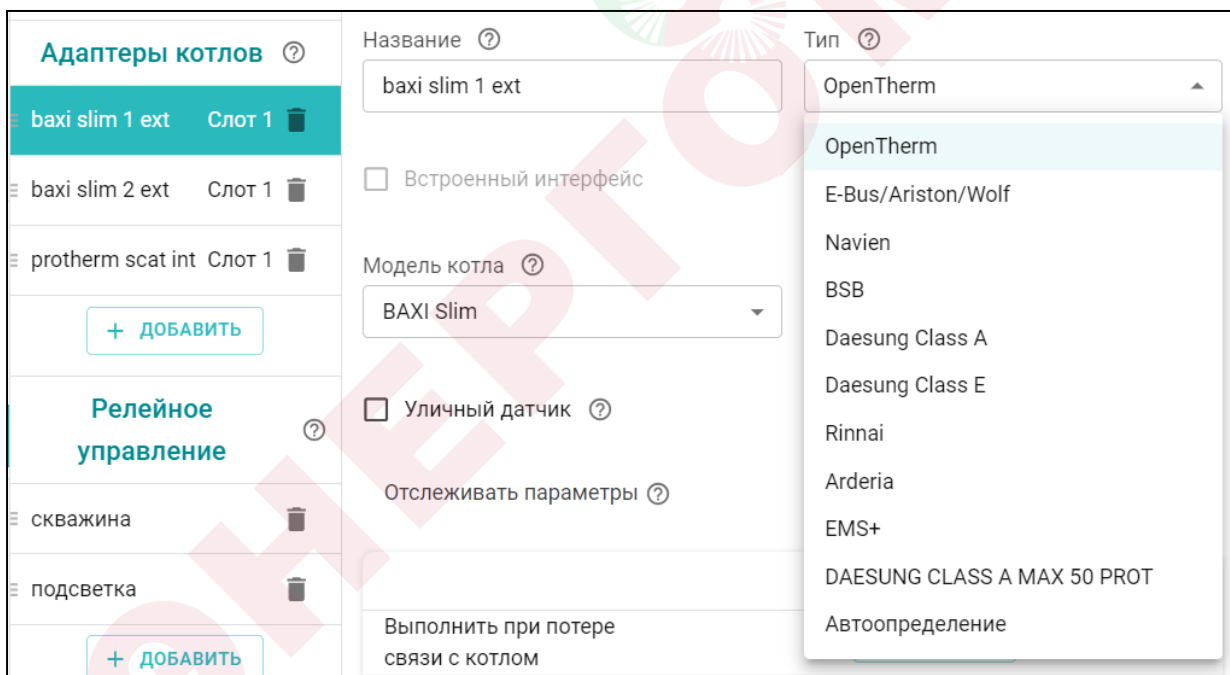 Адаптеры котлов
baxi slim 1 ext Слот 1
baxi slim 2 ext Слот 1
protherm scat int Слот 1
+ ДОБАВИТЬ
Релейное
управление
скважина
подсветка
+ ДОБАВИТЬ
Название
baxi slim 1 ext
Встроенный интерфейс
Модель котла
BAXI Slim
Уличный датчик
Отслеживать параметры
Выполнить при потере
связи с котлом
Тип
OpenTherm
OpenTherm
E-Bus/Ariston/Wolf
Navien
BSB
Daesung Class A
Daesung Class E
Rinnai
Arderia
EMS+
DAESUNG CLASS A MAX 50 PROT
Автоопределение